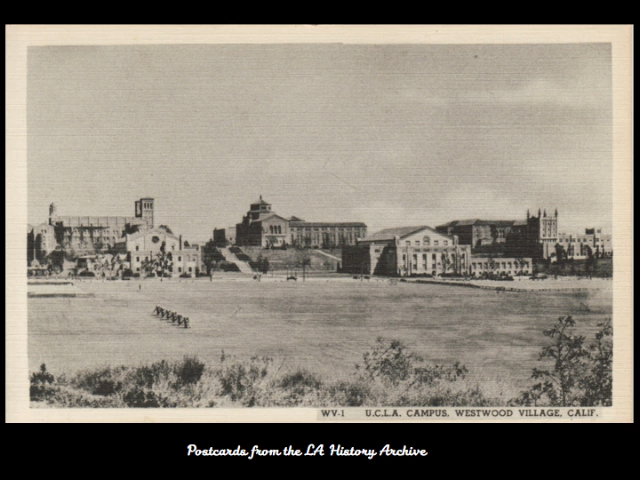 WV-1 U.C.L.A. CAMPUS, WESTWOOD VILLAGE, CALIF.
Postcards from the LA History Archive